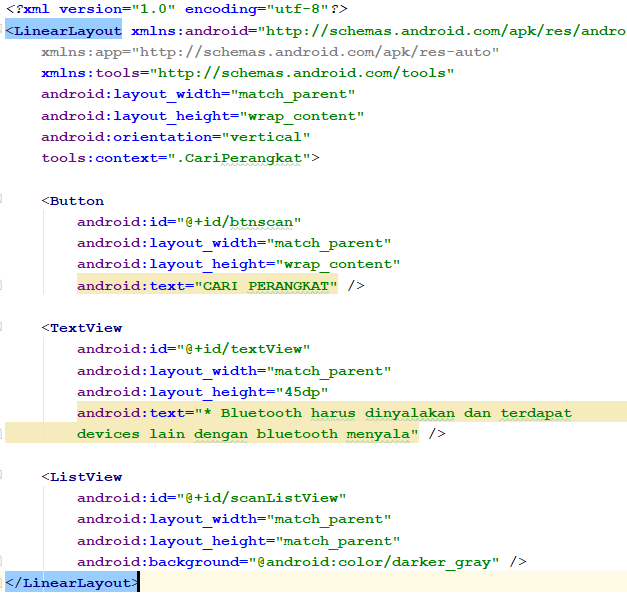 <?xml version="1.0" encoding="utf-8"?>
<LinearLayout xmlns:android="http://schemas.android.com/apk/res/andro
xmlns:app="http://schemas.android.com/apk/res-auto"
xmlns:tools="http://schemas.android.com/tools"
android:layout_width="match_parent"
android:layout_height="wrap_content"
android:orientation="vertical"
tools:context=".CariPerangkat">
<Button
android:id="@+id/btnscan"
android:layout_width="match_parent"
android:layout_height="wrap_content"
android:text="CARI PERANGKAT" />
<TextView
android:id="@+id/textView"
android:layout_width="match_parent"
android:layout_height="45dp"
android:text="* Bluetooth harus dinyalakan dan terdapat
devices lain dengan bluetooth menyala" />
<ListView
android:id="@+id/scanListView"
android:layout_width="match_parent"
android:layout_height="match_parent"
android:background="@android:color/darker_gray" />
</LinearLayout>